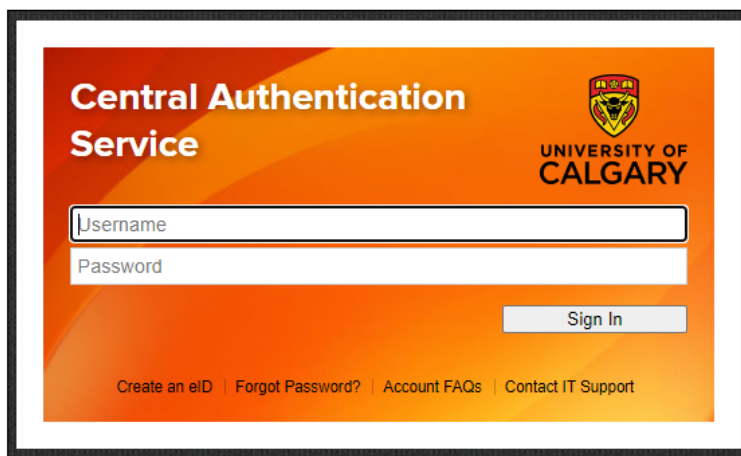 Central Authentication
Service
UNIVERSITY OF
CALGARY
Username
Password
Sign In
Create an eID | Forgot Password? | Account FAQs | Contact IT Support